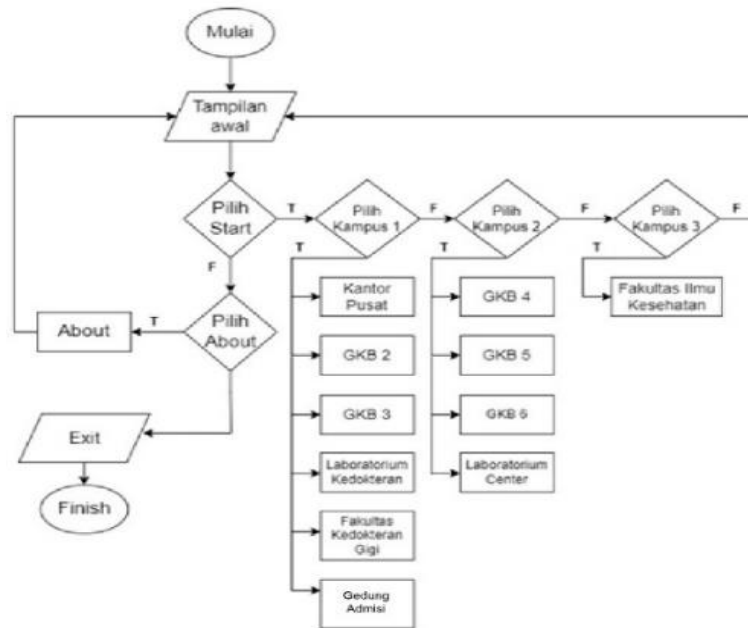 Mulai
Tampilan
awal
Pilih
Start
T
Pilih
Kampus 1
F
Pilih
Kampus 2
F
Pilih
Kampus 3
F
T
T
T
F
Kantor
Pusat
GKB 4
Fakultas Ilmu
Kesehatan
About
T
Pilih
About
GKB 2
GKB 5
GKB 3
GKB 6
Exit
Laboratorium
Kedokteran
Laboratorium
Center
Finish
Fakultas
Kedokteran
Gigi
Gedung
Admisi